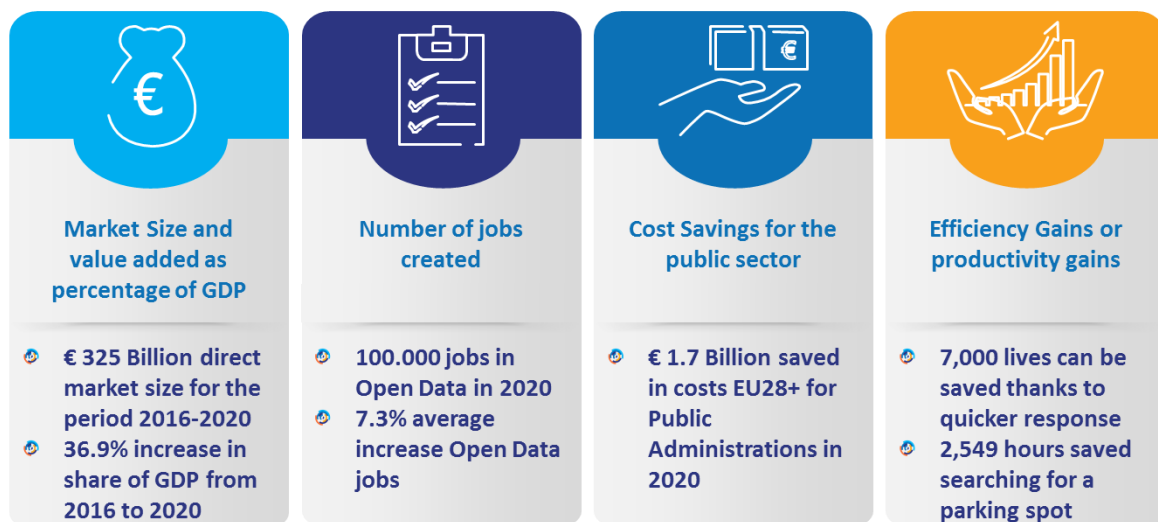 €
€
Market Size and
value added as
percentage of GDP
€ 325 Billion direct
market size for the
period 2016-2020
36.9% increase in
share of GDP from
2016 to 2020
Number of jobs
created
100.000 jobs in
Open Data in 2020
7.3% average
increase Open Data
jobs
Cost Savings for the
public sector
€ 1.7 Billion saved
in costs EU28+ for
Public
Administrations in
2020
Efficiency Gains or
productivity gains
7,000 lives can be
saved thanks to
quicker response
2,549 hours saved
searching for a
parking spot